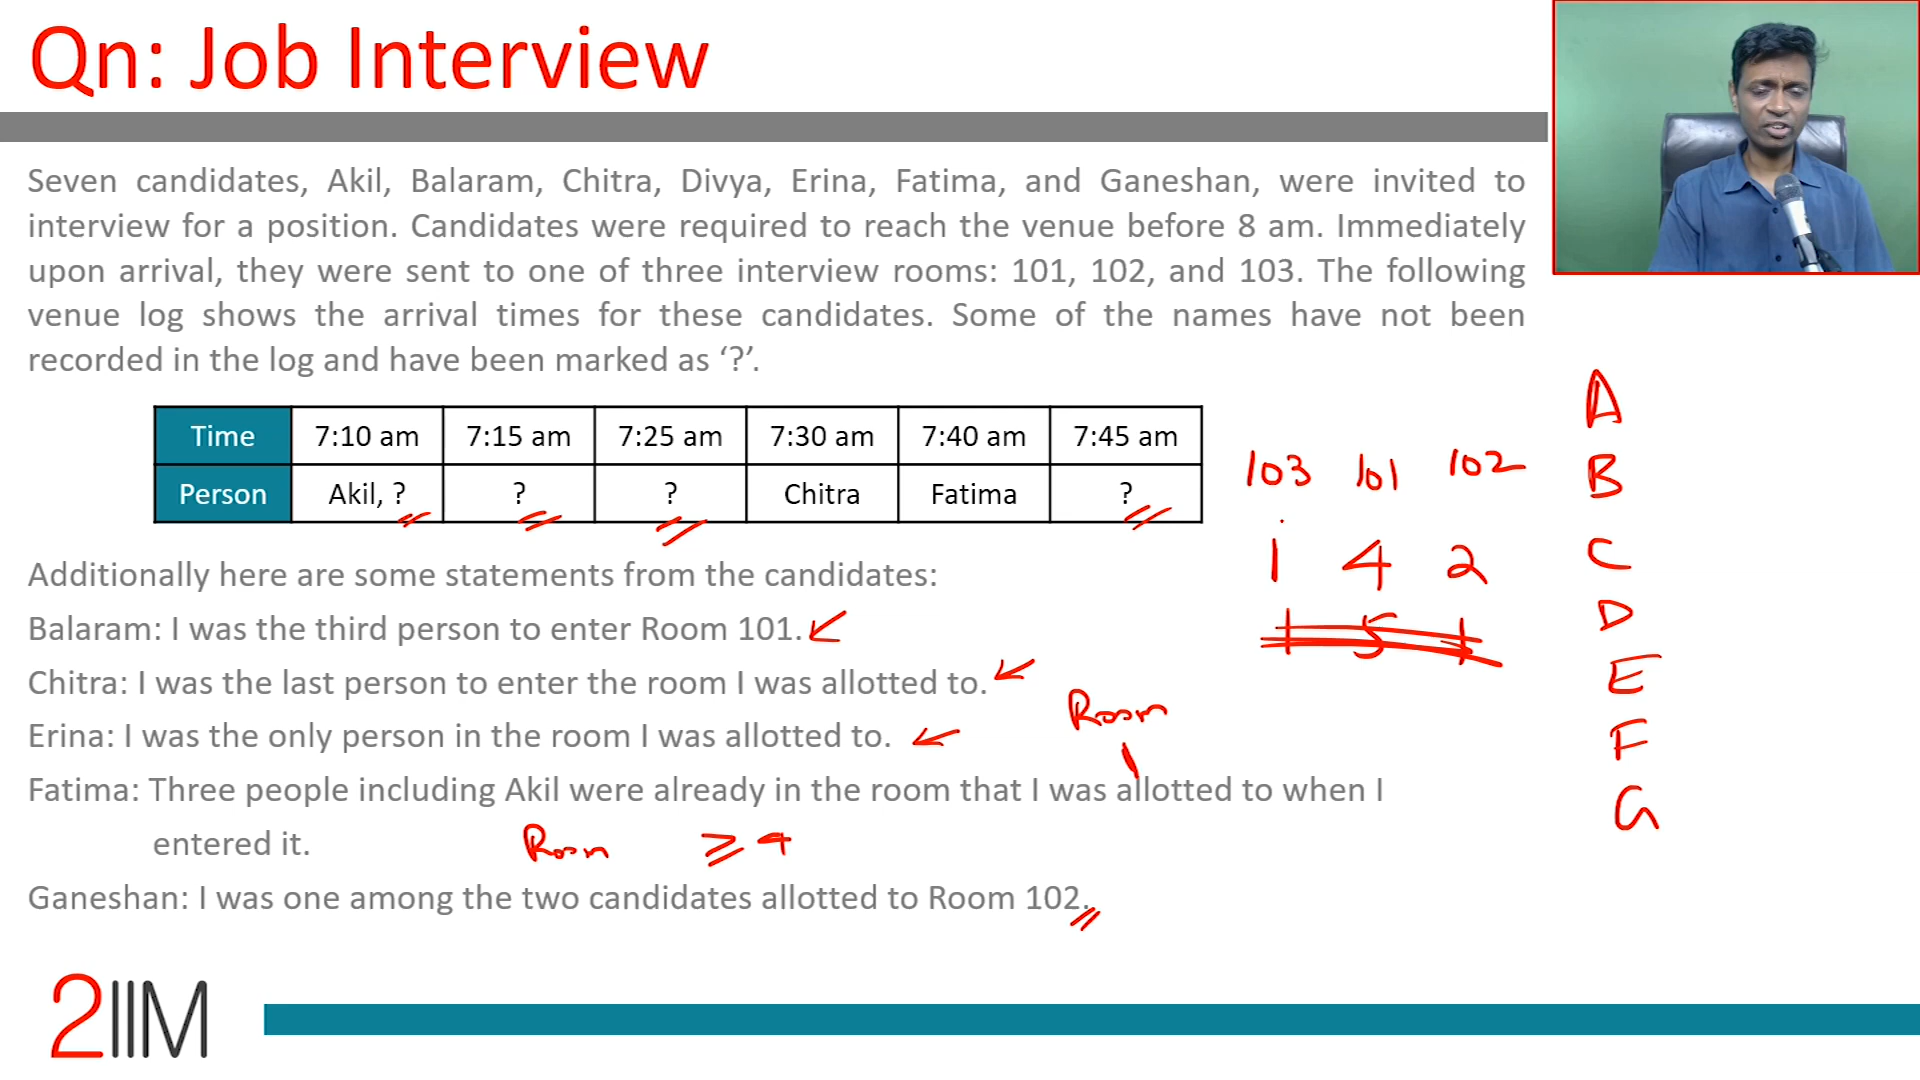 Qn: Job Interview
Seven candidates, Akil, Balaram, Chitra, Divya, Erina, Fatima, and Ganeshan, were invited to
interview for a position. Candidates were required to reach the venue before 8 am. Immediately
upon arrival, they were sent to one of three interview rooms: 101, 102, and 103. The following
venue log shows the arrival times for these candidates. Some of the names have not been
recorded in the log and have been marked as ‘?’.
Time 7:10 am 7:15 am 7:25 am 7:30 am 7:40 am 7:45 am
Person Akil, ? ? ? Chitra Fatima ?
103 101 102
1 4 2
1 5 1
A
B
C
D
E
F
G
Additionally here are some statements from the candidates:
Balaram: I was the third person to enter Room 101.
Chitra: I was the last person to enter the room I was allotted to.
Room
Erina: I was the only person in the room I was allotted to.
Fatima: Three people including Akil were already in the room that I was allotted to when I
entered it.
Room ≥ 4
Ganeshan: I was one among the two candidates allotted to Room 102.
2IIM